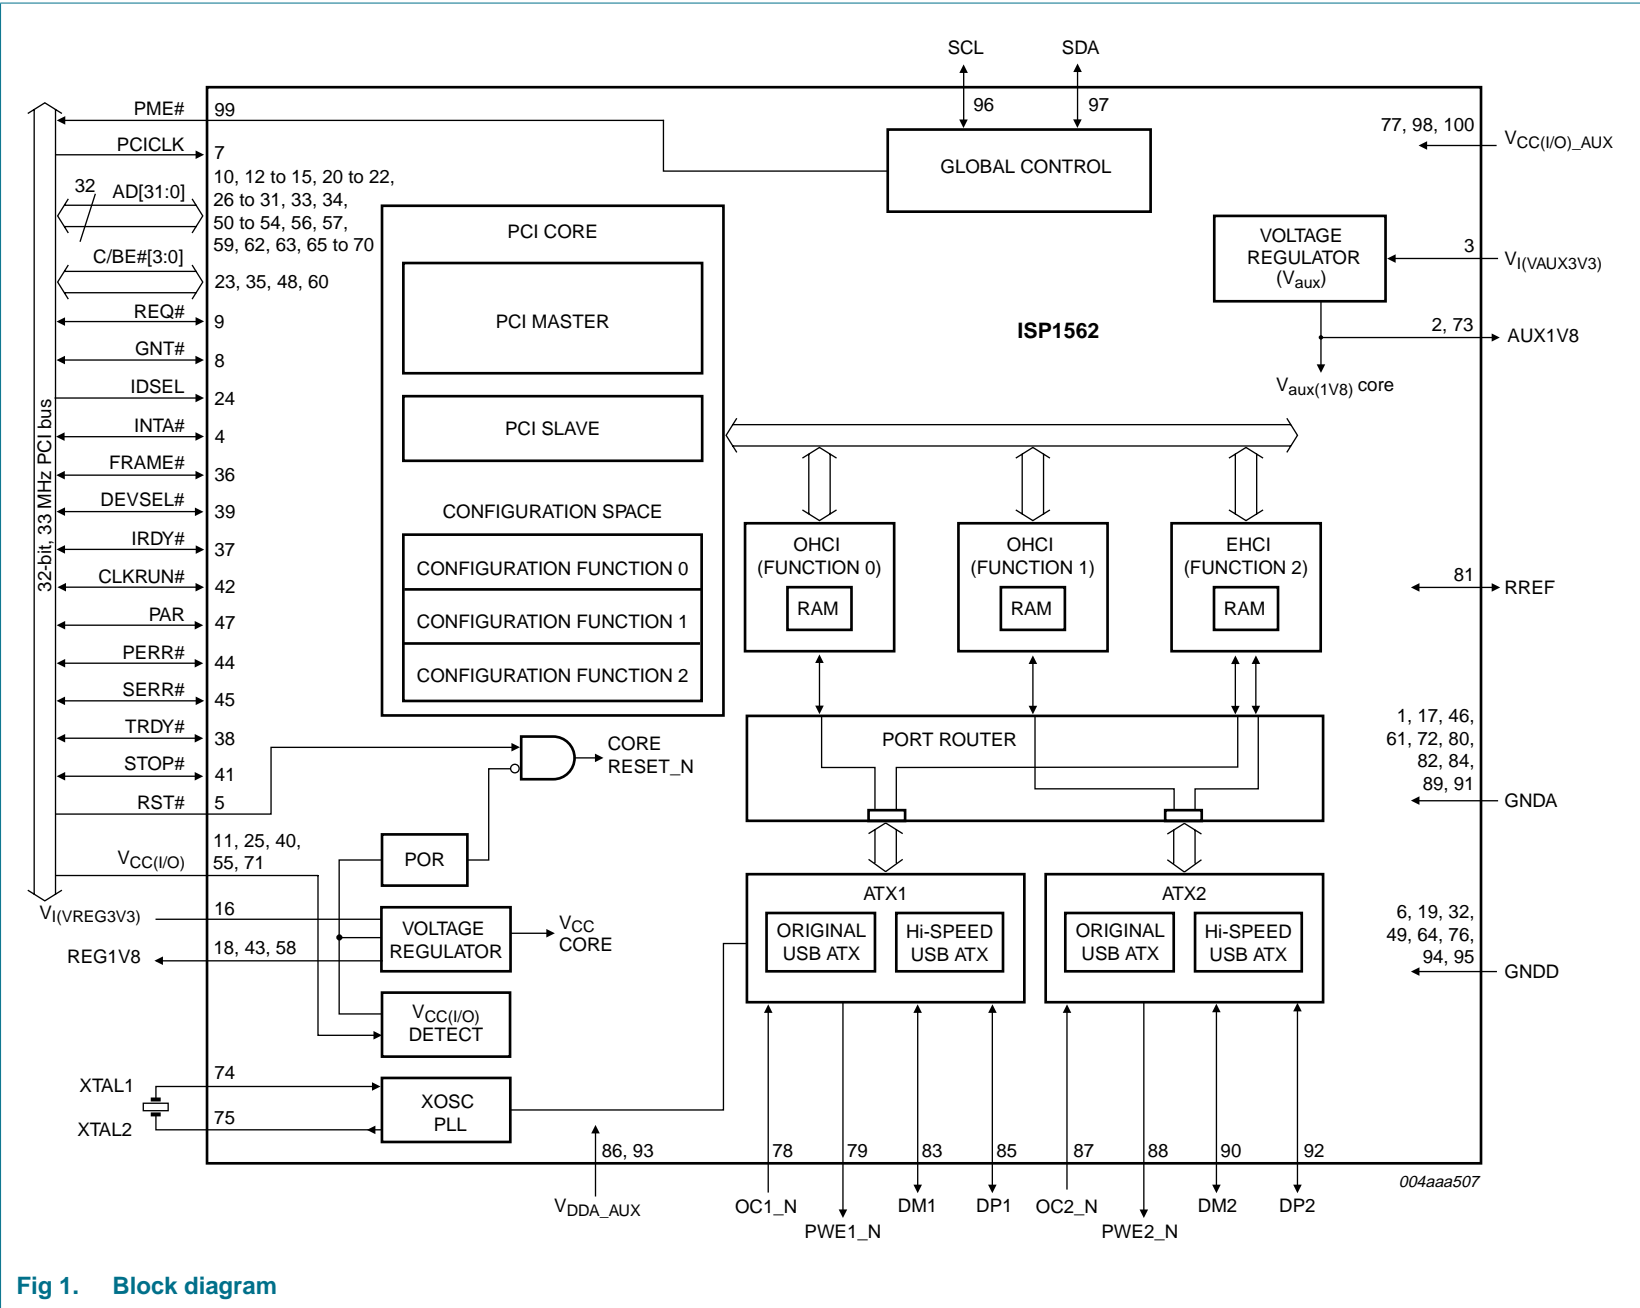 SCL
SDA
96
97
PME#
99
PCICLK
7
32
AD[31:0]
10, 12 to 15, 20 to 22,
26 to 31, 33, 34,
50 to 54, 56, 57,
59, 62, 63, 65 to 70
C/BE#[3:0]
23, 35, 48, 60
REQ#
9
GNT#
8
IDSEL
24
INTA#
4
FRAME#
36
DEVSEL#
39
IRDY#
37
CLKRUN#
42
PAR
47
PERR#
44
SERR#
45
TRDY#
38
STOP#
41
RST#
5
VCC(I/O)
11, 25, 40,
55, 71
32-bit, 33 MHz PCI bus
VI(VREG3V3)
16
REG1V8
18, 43, 58
XTAL1
74
XTAL2
75
GLOBAL CONTROL
PCI CORE
PCI MASTER
PCI SLAVE
CONFIGURATION SPACE
CONFIGURATION FUNCTION 0
CONFIGURATION FUNCTION 1
CONFIGURATION FUNCTION 2
CORE
RESET_N
POR
VOLTAGE
REGULATOR
VCC
CORE
VCC(I/O)
DETECT
XOSC
PLL
ISP1562
77, 98, 100
VCC(I/O)_AUX
VOLTAGE
REGULATOR
(Vaux)
3
VI(VAUX3V3)
2, 73
AUX1V8
Vaux(1V8) core
OHCI
(FUNCTION 0)
RAM
OHCI
(FUNCTION 1)
RAM
EHCI
(FUNCTION 2)
RAM
81
RREF
PORT ROUTER
1, 17, 46,
61, 72, 80,
82, 84,
89, 91
GNDA
ATX1
ORIGINAL
USB ATX
Hi-SPEED
USB ATX
ATX2
ORIGINAL
USB ATX
Hi-SPEED
USB ATX
6, 19, 32,
49, 64, 76,
94, 95
GNDD
86, 93
78
79
83
85
87
88
90
92
VDDA_AUX
OC1_N
PWE1_N
DM1
DP1
OC2_N
PWE2_N
DM2
DP2
004aaa507
Fig 1. Block diagram